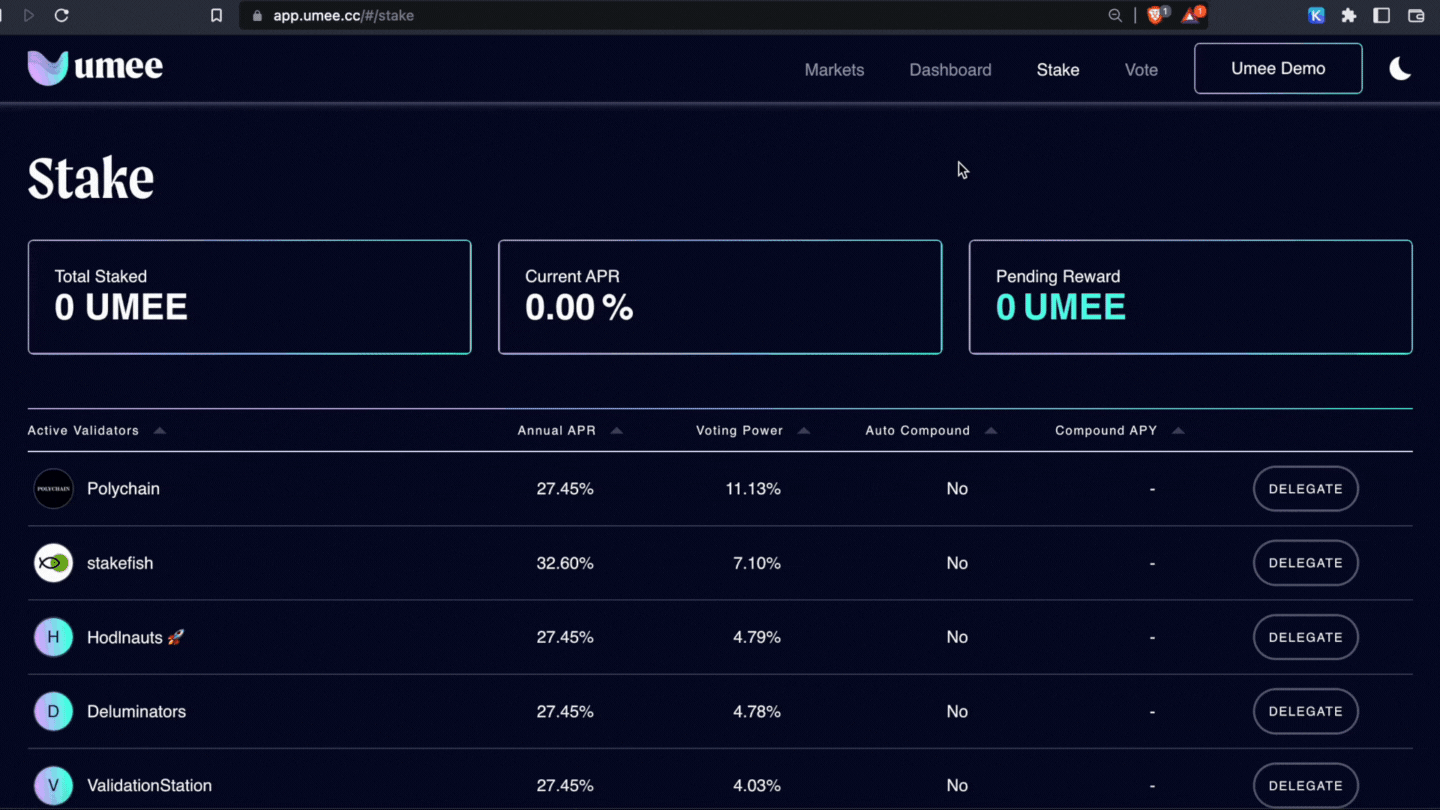 app.umee.cc/#/stake
1
1
K
umee
Markets Dashboard Stake Vote Umee Demo
Stake
Total Staked Current APR Pending Reward
0 UMEE 0.00 % 0 UMEE
Active Validators Annual APR Voting Power Auto Compound Compound APY
POLYCHAIN Polychain 27.45% 11.13% No - DELEGATE
stakefish 32.60% 7.10% No - DELEGATE
H Hodlnauts 🚀 27.45% 4.79% No - DELEGATE
D Deluminators 27.45% 4.78% No - DELEGATE
V ValidationStation 27.45% 4.03% No - DELEGATE